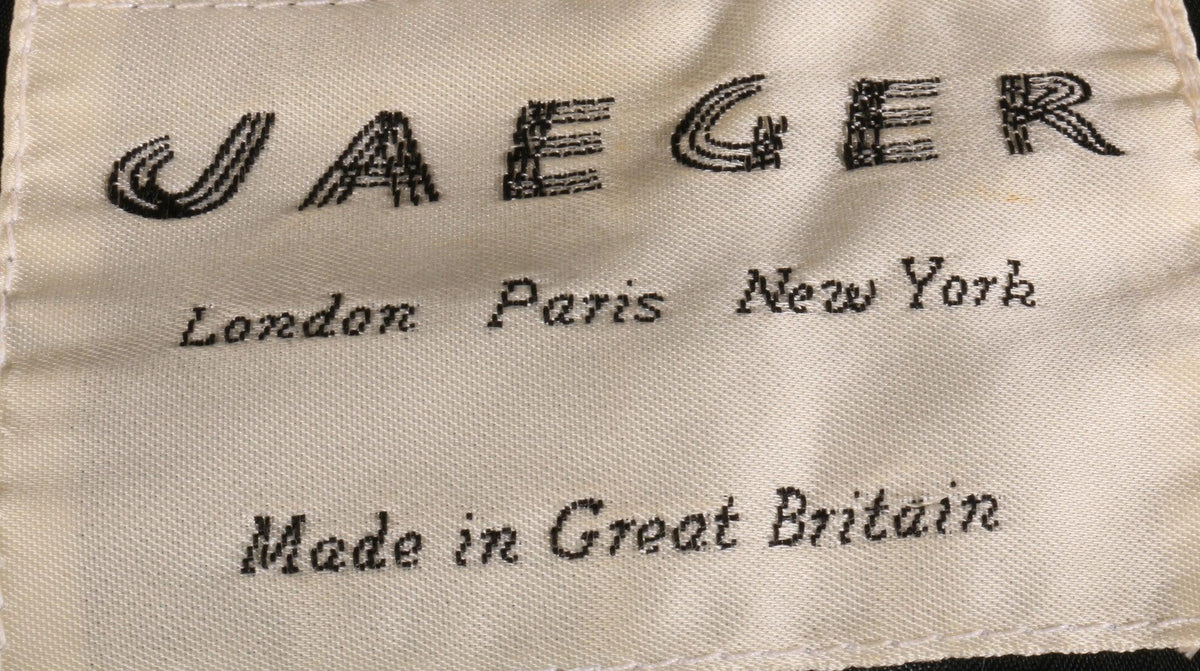 JAEGER
London Paris New York
Made in Great Britain